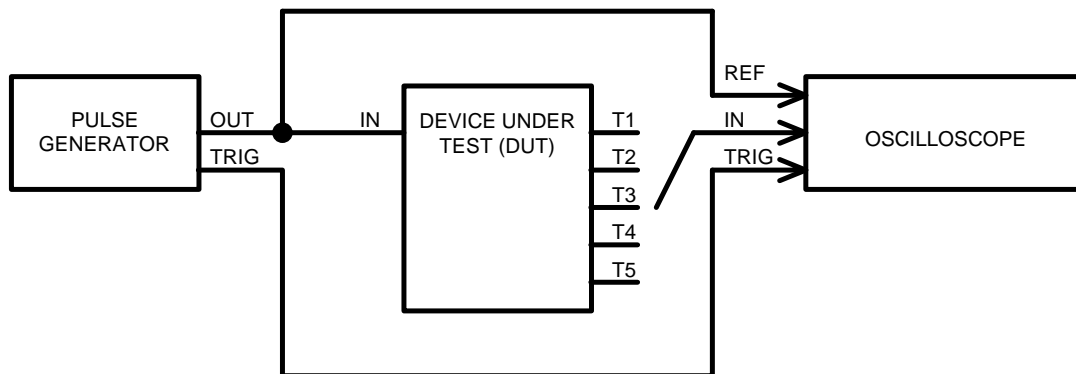 PULSE
GENERATOR
OUT
TRIG
IN
DEVICE UNDER
TEST (DUT)
T1
T2
T3
T4
T5
REF
IN
TRIG
OSCILLOSCOPE